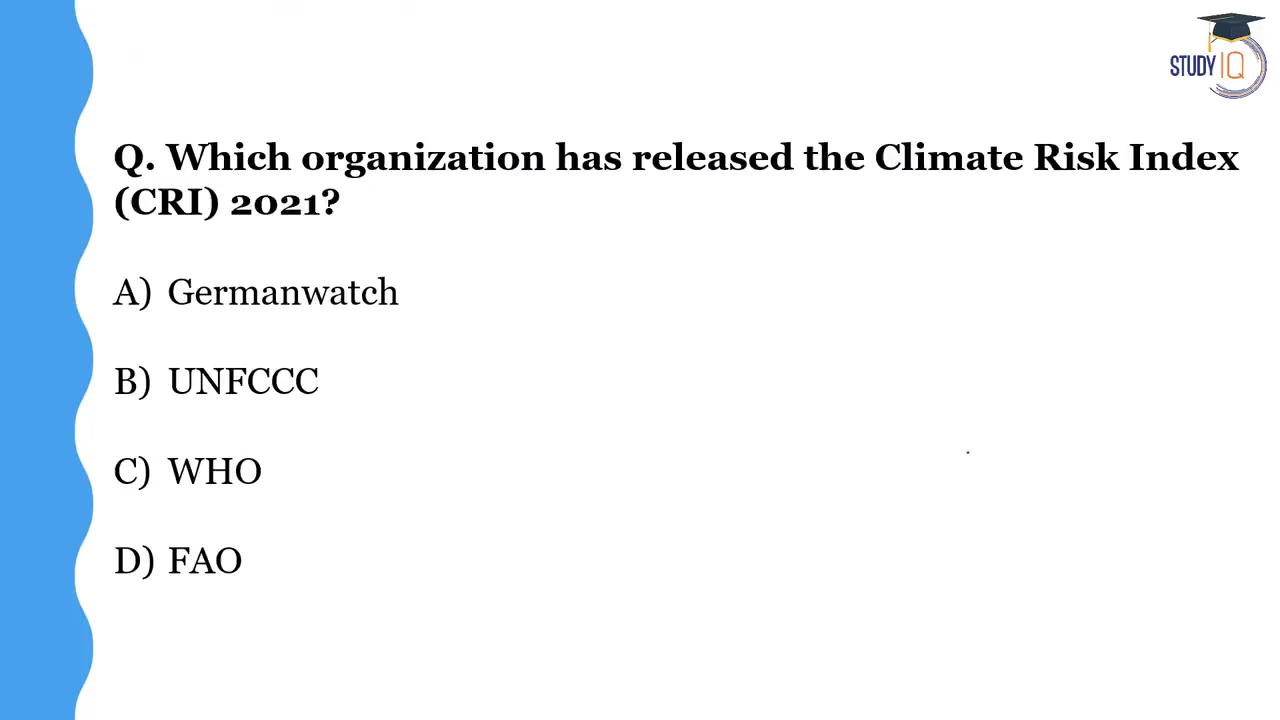 STUDY IQ
Q. Which organization has released the Climate Risk Index
(CRI) 2021?
A) Germanwatch
B) UNFCCC
C) WHO
D) FAO